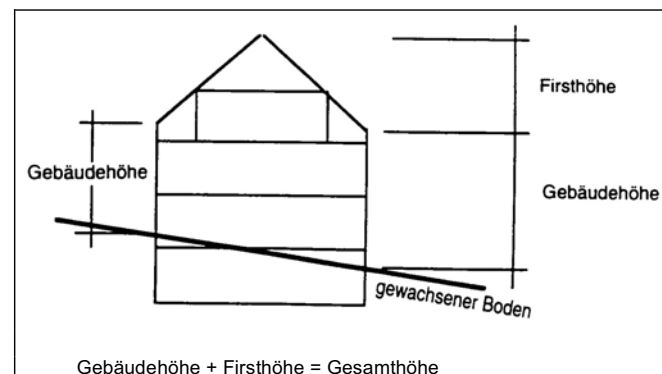 Firsthöhe
Gebäudehöhe
Gebäudehöhe
gewachsener Boden
Gebäudehöhe + Firsthöhe = Gesamthöhe